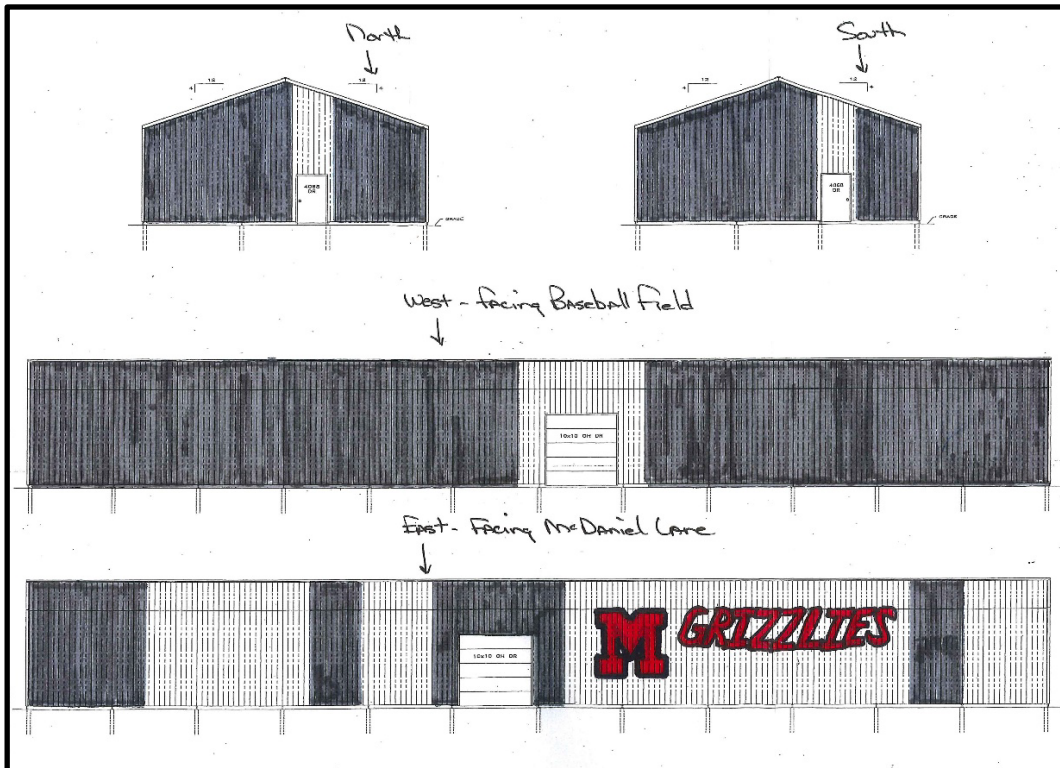 North
South
12
4
12
4
12
4
12
4
4068
DR
4068
DR
GRADE
GRADE
West - facing Baseball Field
10x10 OH DR
East - Facing McDaniel Lane
M GRIZZLIES
10x10 OH DR